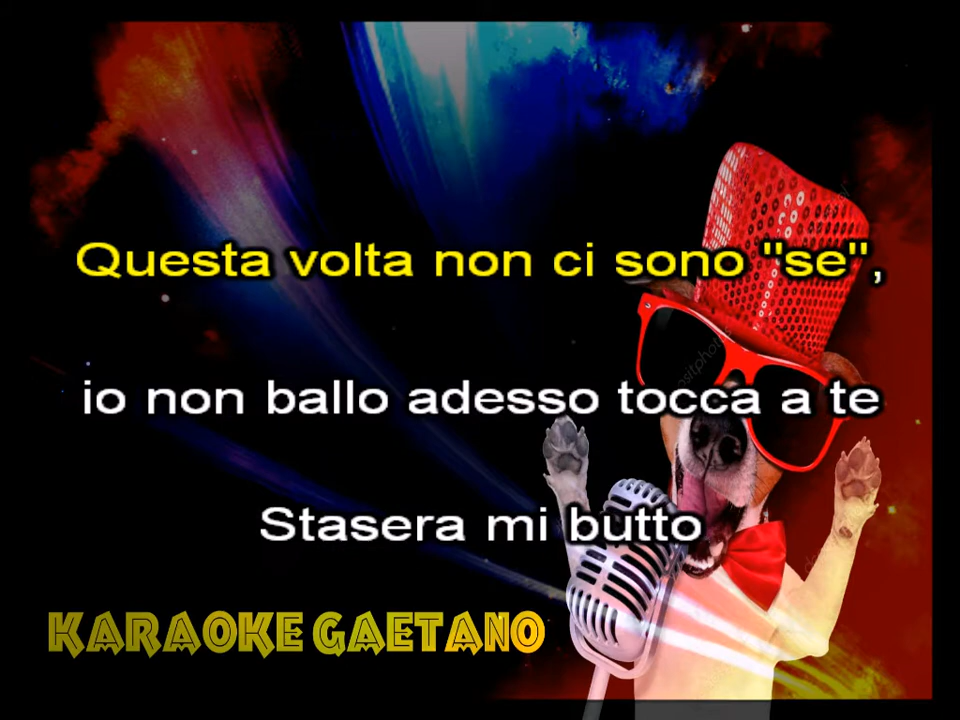 Questa volta non ci sono "se",
io non ballo adesso tocca a te
Stasera mi butto
KARAOKE GAETANO